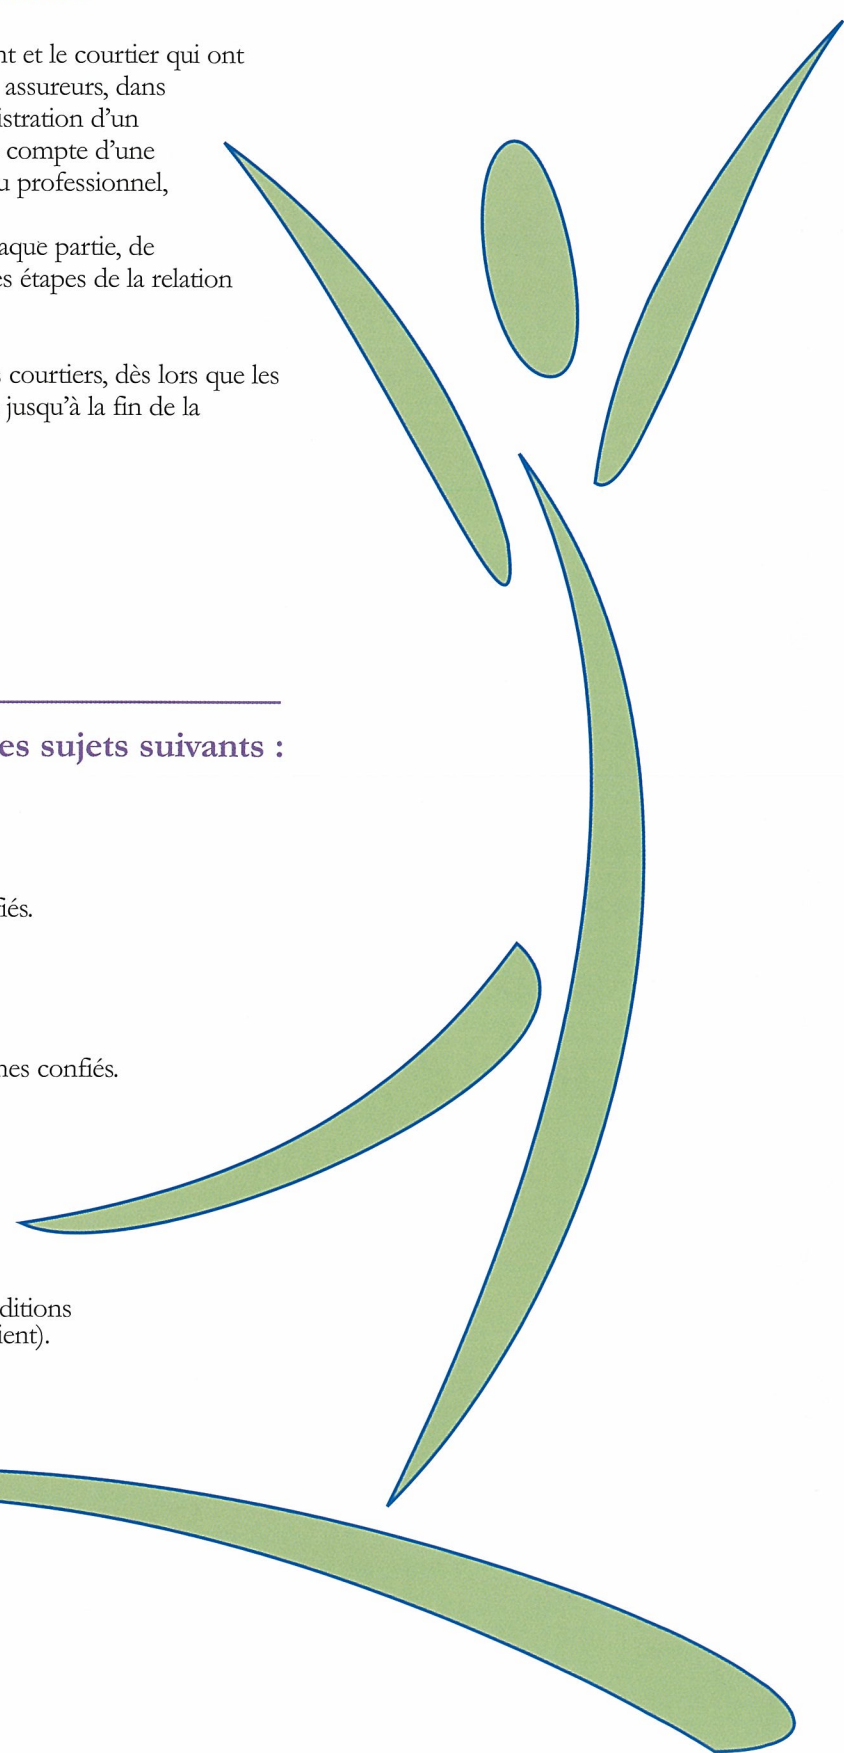 nt et le courtier qui ont
assureurs, dans
istration d'un
compte d'une
u professionnel,
aque partie, de
es étapes de la relation
s courtiers, dès lors que les
jusqu'à la fin de la
es sujets suivants :
fiés.
nes confiés.
ditions
ient).